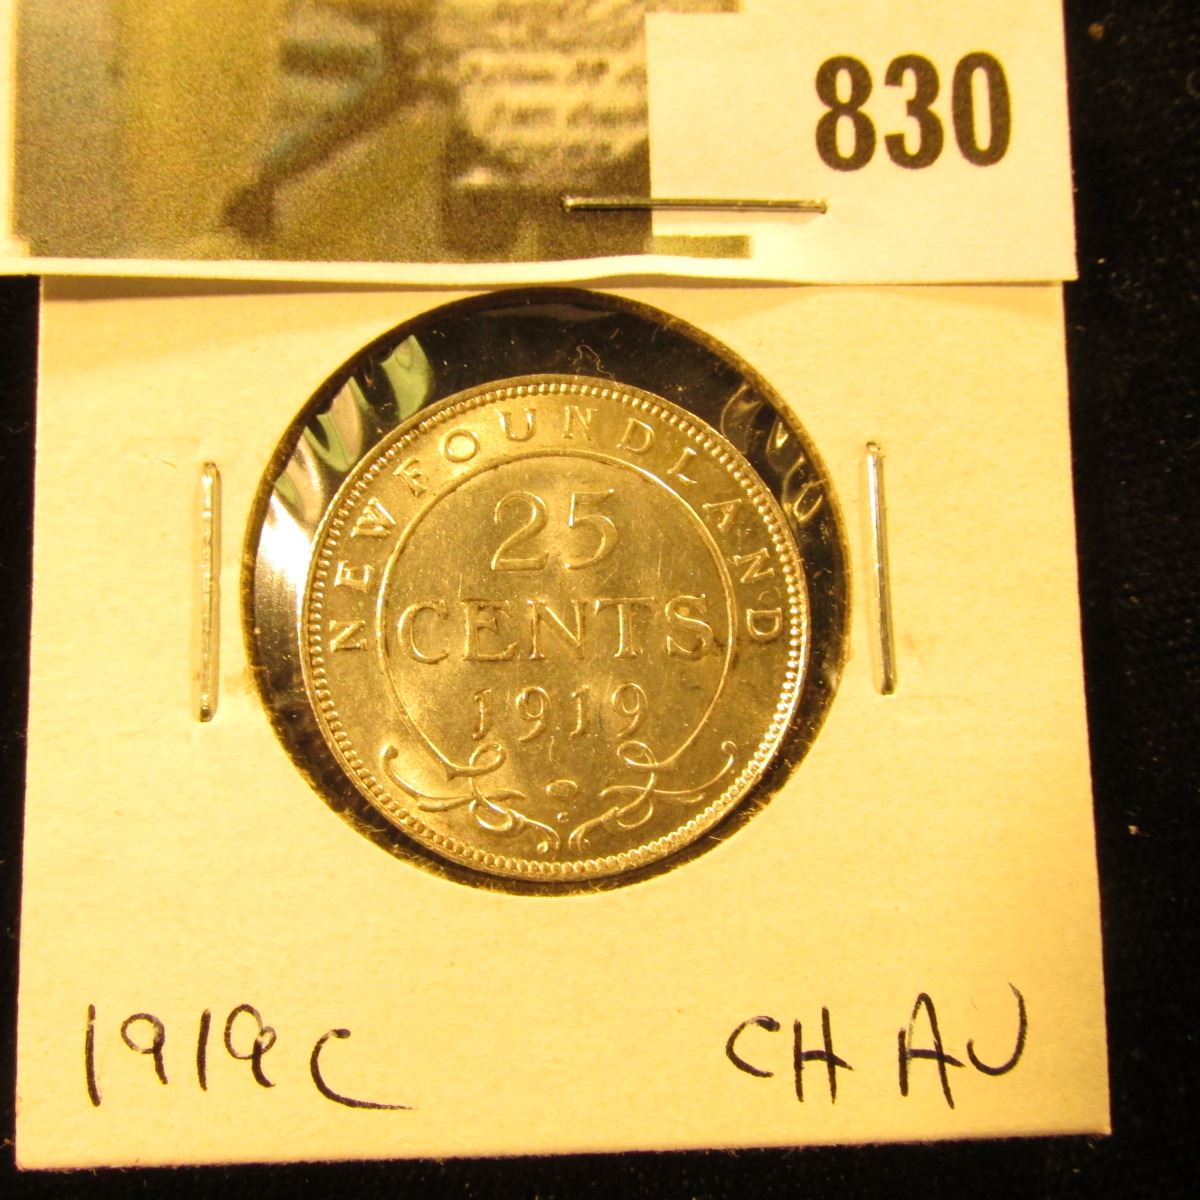 830
NEWFOUNDLAND
25
CENTS
1919
C
1919C CH AU